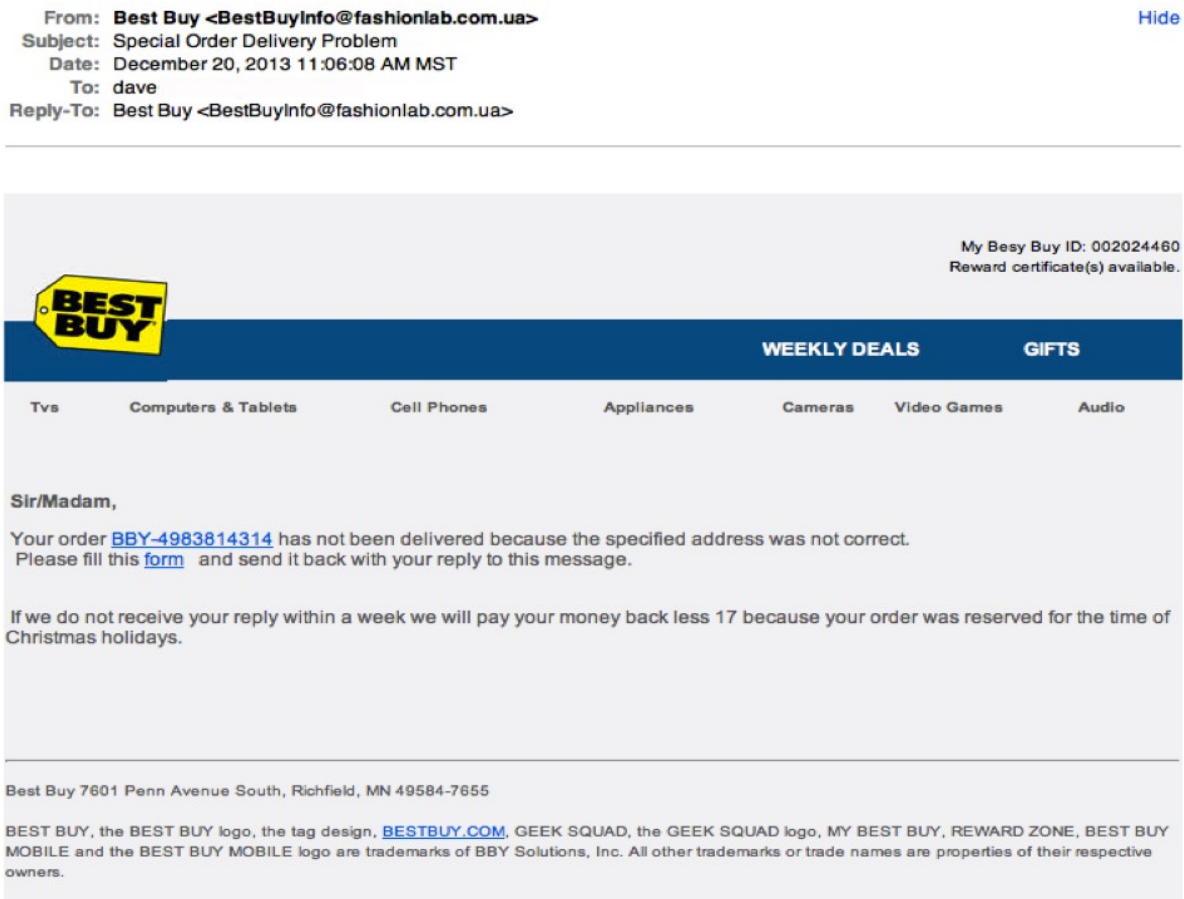 From: Best Buy <BestBuyInfo@fashionlab.com.ua>
Hide
Subject: Special Order Delivery Problem
Date: December 20, 2013 11:06:08 AM MST
To: dave
Reply-To: Best Buy <BestBuyInfo@fashionlab.com.ua>
My Besy Buy ID: 002024460
Reward certificate(s) available.
BEST
BUY
WEEKLY DEALS GIFTS
Tvs Computers & Tablets Cell Phones Appliances Cameras Video Games Audio
Sir/Madam,
Your order BBY-4983814314 has not been delivered because the specified address was not correct.
Please fill this form and send it back with your reply to this message.
If we do not receive your reply within a week we will pay your money back less 17 because your order was reserved for the time of
Christmas holidays.
Best Buy 7601 Penn Avenue South, Richfield, MN 49584-7655
BEST BUY, the BEST BUY logo, the tag design, BESTBUY.COM, GEEK SQUAD, the GEEK SQUAD logo, MY BEST BUY, REWARD ZONE, BEST BUY
MOBILE and the BEST BUY MOBILE logo are trademarks of BBY Solutions, Inc. All other trademarks or trade names are properties of their respective
owners.